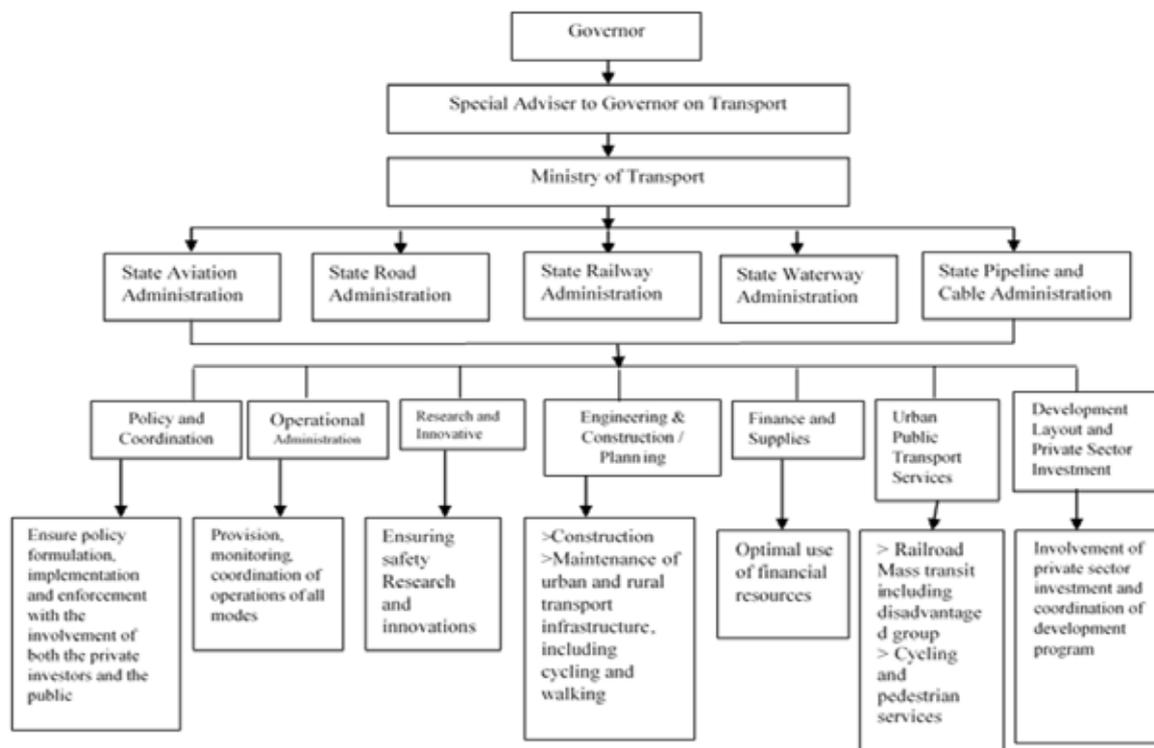 Governor
Special Adviser to Governor on Transport
Ministry of Transport
State Aviation
Administration
State Road
Administration
State Railway
Administration
State Waterway
Administration
State Pipeline and
Cable Administration
Policy and
Coordination
Operational
Administration
Research and
Innovative
Engineering &
Construction /
Planning
Finance and
Supplies
Urban
Public
Transport
Services
Development
Layout and
Private Sector
Investment
Ensure policy
formulation,
implementation
and enforcement
with the
involvement of
both the private
investors and the
public
Provision,
monitoring,
coordination of
operations of all
modes
Ensuring
safety
Research
and
innovations
>Construction
>Maintenance of
urban and rural
transport
infrastructure,
including
cycling and
walking
Optimal use
of financial
resources
> Railroad
Mass transit
including
disadvantage
d group
> Cycling
and
pedestrian
services
Involvement of
private sector
investment and
coordination of
development
program